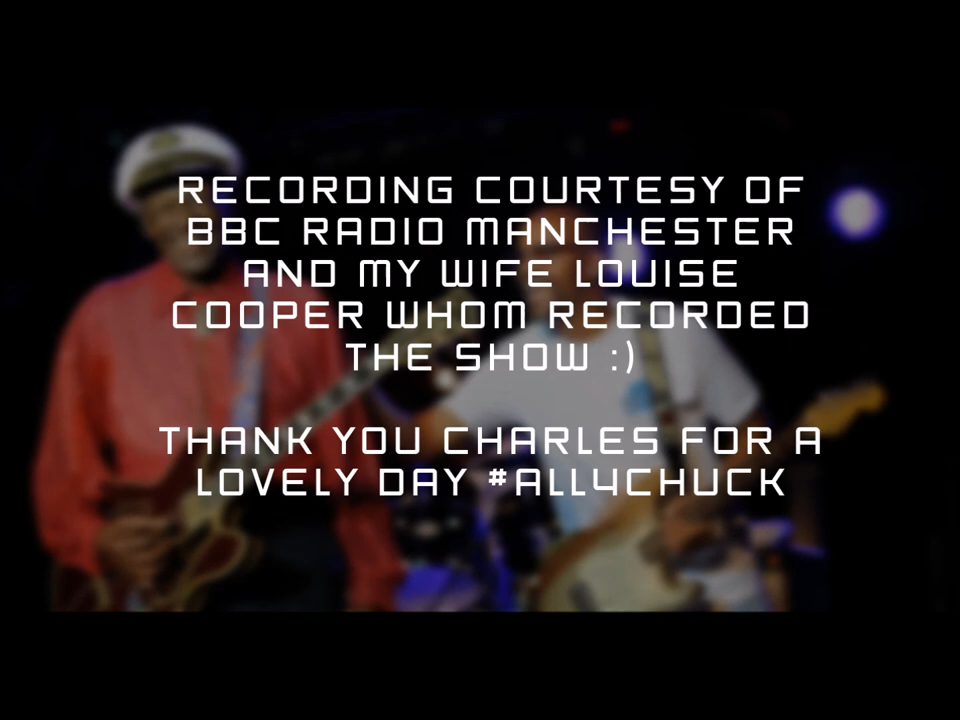 RECORDING COURTESY OF
BBC RADIO MANCHESTER
AND MY WIFE LOUISE
COOPER WHOM RECORDED
THE SHOW :)
THANK YOU CHARLES FOR A
LOVELY DAY #ALL4CHUCK